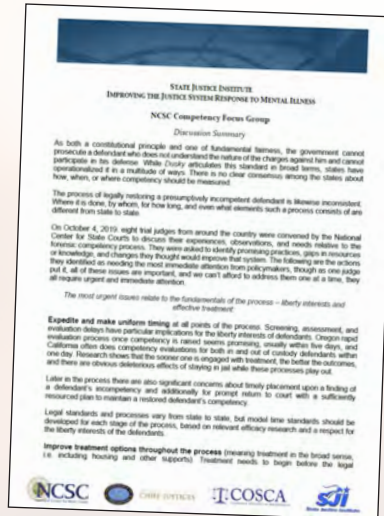 STATE JUSTICE INSTITUTE
IMPROVING THE JUSTICE SYSTEM RESPONSE TO MENTAL ILLNESS
NCSC Competency Focus Group
Discussion Summary
As both a constitutional principle and one of fundamental fairness, the government cannot
prosecute a defendant who does not understand the nature of the charges against him and cannot
participate in his defense. While Dusky articulates this standard in broad terms, states have
operationalized it in a multitude of ways. There is no clear consensus among the states about
how, when, or where competency should be measured.
The process of legally restoring a presumptively incompetent defendant is likewise inconsistent.
Where it is done, by whom, for how long, and even what elements such a process consists of are
different from state to state.
On October 4, 2019, eight trial judges from around the country were convened by the National
Center for State Courts to discuss their experiences, observations, and needs relative to the
forensic competency process. They were asked to identify promising practices, gaps in resources
or knowledge, and changes they thought would improve that system. The following are the actions
they identified as needing the most immediate attention from policymakers, though as one judge
put it, all of these issues are important, and we can't afford to address them one at a time, they
all require urgent and immediate attention.
The most urgent issues relate to the fundamentals of the process – liberty interests and
effective treatment
Expedite and make uniform timing at all points of the process. Screening, assessment, and
evaluation delays have particular implications for the liberty interests of defendants. Oregon rapid
evaluation process once competency is raised seems promising, usually within five days, and
California often does competency evaluations for both in and out of custody defendants within
one day. Research shows that the sooner one is engaged with treatment, the better the outcomes,
and there are obvious deleterious affects of staying in jail while these processes play out.
Later in the process there are also significant concerns about timely placement upon a finding of
a defendant's incompetency and additionally for prompt return to court with a sufficiently
resourced plan to maintain a restored defendant's competency.
Legal standards and processes vary from state to state, but model time standards should be
developed for each stage of the process, based on relevant efficacy research and a respect for
the liberty interests of the defendants.
Improve treatment options throughout the process (meaning treatment in the broad sense,
i.e. including housing and other supports). Treatment needs to begin before the legal
NCSC
COSCA
sji
State Justice Institute